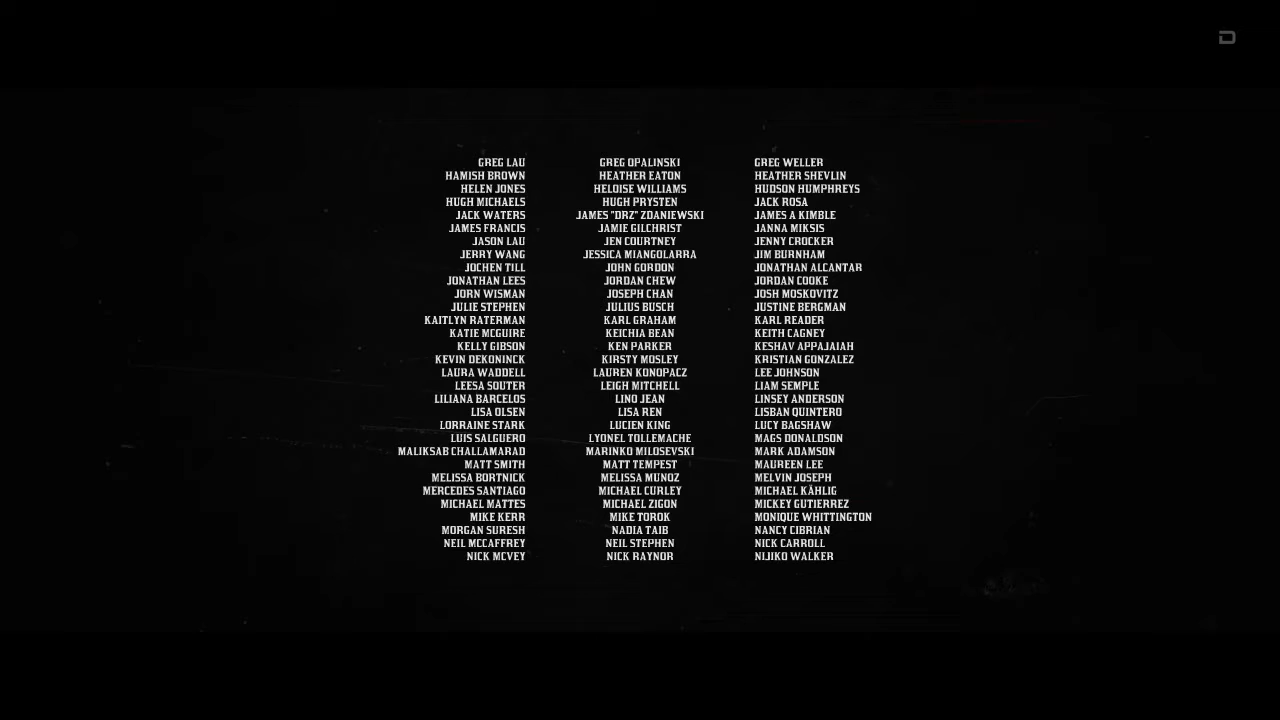 D
GREG LAU GREG OPALINSKI GREG WELLER
HAMISH BROWN HEATHER EATON HEATHER SHEVLIN
HELEN JONES HELOISE WILLIAMS HUDSON HUMPHREYS
HUGH MICHAELS HUGH PRYSTEN JACK ROSA
JACK WATERS JAMES "DRZ" ZDANIEWSKI JAMES A KIMBLE
JAMES FRANCIS JAMIE GILCHRIST JANNA MIKSIS
JASON LAU JEN COURTNEY JENNY CROCKER
JERRY WANG JESSICA MIANGOLARRA JIM BURNHAM
JOCHEN TILL JOHN GORDON JONATHAN ALCANTAR
JONATHAN LEES JORDAN CHEW JORDAN COOKE
JORN WISMAN JOSEPH CHAN JOSH MOSKOVITZ
JULIE STEPHEN JULIUS BUSCH JUSTINE BERGMAN
KAITLYN RATERMAN KARL GRAHAM KARL READER
KATIE MCGUIRE KEICHIA BEAN KEITH CAGNEY
KELLY GIBSON KEN PARKER KESHAV APPAJAIAH
KEVIN DEKONINCK KIRSTY MOSLEY KRISTIAN GONZALEZ
LAURA WADDELL LAUREN KONOPACZ LEE JOHNSON
LEESA SOUTER LEIGH MITCHELL LIAM SEMPLE
LILIANA BARCELOS LINO JEAN LINSEY ANDERSON
LISA OLSEN LISA REN LISBAN QUINTERO
LORRAINE STARK LUCIEN KING LUCY BAGSHAW
LUIS SALGUERO LYONEL TOLLEMACHE MAGS DONALDSON
MALIKSAB CHALLAMARAD MARINKO MILOSEVSKI MARK ADAMSON
MATT SMITH MATT TEMPEST MAUREEN LEE
MELISSA BORTNICK MELISSA MUNOZ MELVIN JOSEPH
MERCEDES SANTIAGO MICHAEL CURLEY MICHAEL KÄHLIG
MICHAEL MATTES MICHAEL ZIGON MICKEY GUTIERREZ
MIKE KERR MIKE TOROK MONIQUE WHITTINGTON
MORGAN SURESH NADIA TAIB NANCY CIBRIAN
NEIL MCCAFFREY NEIL STEPHEN NICK CARROLL
NICK MCVEY NICK RAYNOR NIJIKO WALKER